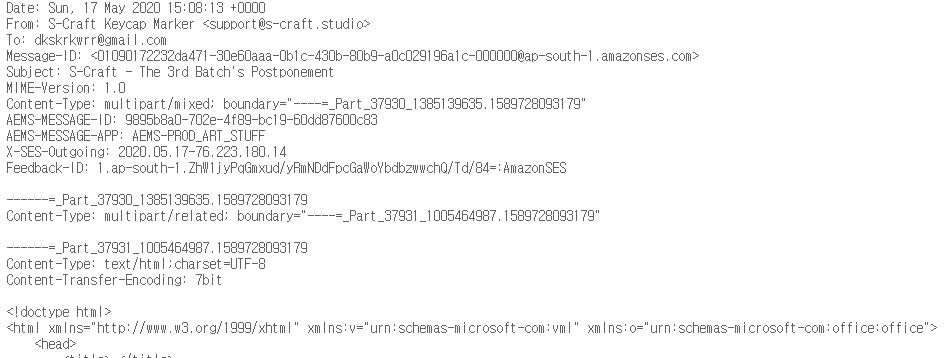 Date: Sun, 17 May 2020 15:08:13 +0000
From: S-Craft Keycap Marker <support@s-craft.studio>
To: dkskrkwrr@gmail.com
Message-ID: <01090172232da471-30e60aaa-0b1c-430b-80b9-a0c029196a1c-000000@ap-south-1.amazonses.com>
Subject: S-Craft - The 3rd Batch's Postponement
MIME-Version: 1.0
Content-Type: multipart/mixed; boundary="----=_Part_37930_1385139635.1589728093179"
AEMS-MESSAGE-ID: 9895b8a0-702e-4f89-bc19-60dd87600c83
AEMS-MESSAGE-APP: AEMS-PROD_ART_STUFF
X-SES-Outgoing: 2020.05.17-76.223.180.14
Feedback-ID: 1.ap-south-1.ZhW1jyPqGmxud/yRmNDdFpcGaWoYbdbzwwchQ/Td/84=:AmazonSES
------=_Part_37930_1385139635.1589728093179
Content-Type: multipart/related; boundary="----=_Part_37931_1005464987.1589728093179"
------=_Part_37931_1005464987.1589728093179
Content-Type: text/html;charset=UTF-8
Content-Transfer-Encoding: 7bit
<!doctype html>
<html xmlns="http://www.w3.org/1999/xhtml" xmlns:v="urn:schemas-microsoft-com:vml" xmlns:o="urn:schemas-microsoft-com:office:office">
<head>
<title> </title>